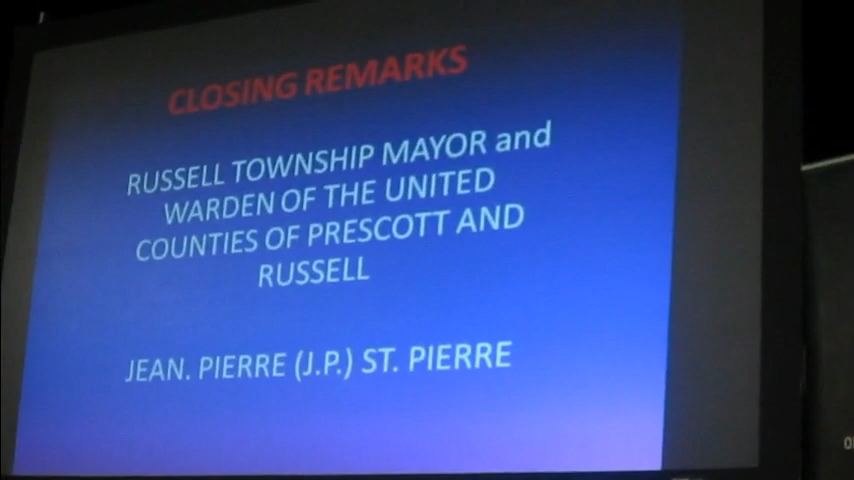 CLOSING REMARKS
RUSSELL TOWNSHIP MAYOR and
WARDEN OF THE UNITED
COUNTIES OF PRESCOTT AND
RUSSELL
JEAN. PIERRE (J.P.) ST. PIERRE